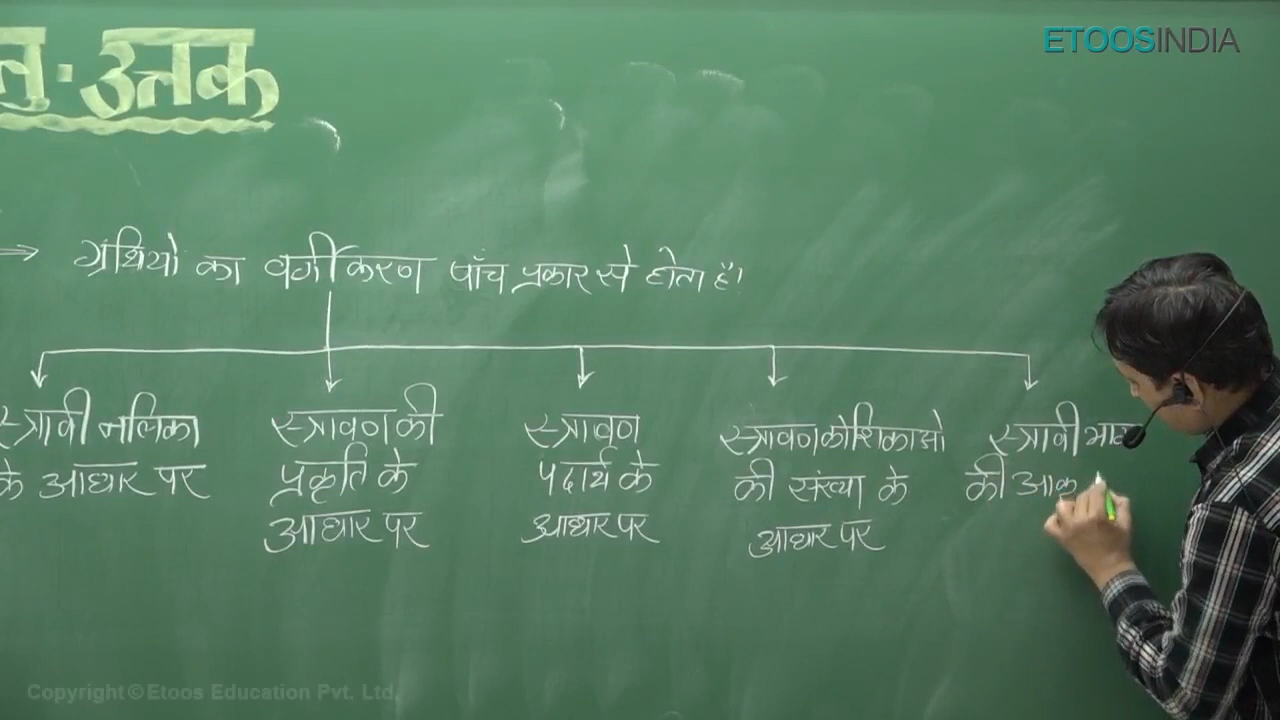 ETOOSINDIA
तु-उत्तक
⇒ ग्रंथियों का वर्गीकरण पाँच प्रकार से होता है।
स्त्रावी नलिका
के आधार पर
स्त्रावण की
प्रकृति के
आधार पर
स्त्रावण
पदार्थ के
आधार पर
स्त्रावण कोशिकाओ
की संख्या के
आधार पर
स्त्रावी भाग
की आकृ
Copyright © Etoos Education Pvt. Ltd.